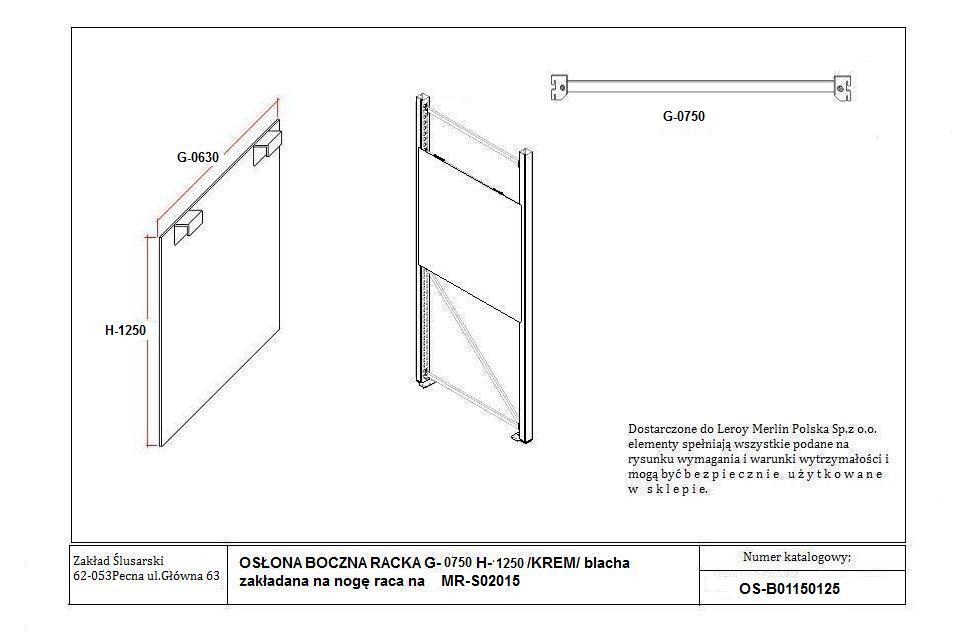 G-0750
G-0630
H-1250
Dostarczone do Leroy Merlin Polska Sp.z o.o.
elementy spełniają wszystkie podane na
rysunku wymagania i warunki wytrzymałości i
mogą być b e z p i e c z n i e u ż y t k o w a n e
w s k l e p i e.
Zakład Ślusarski
62-053Pecna ul.Główna 63
OSŁONA BOCZNA RACKA G- 0750 H- 1250 /KREM/ blacha
zakładana na nogę raca na MR-S02015
Numer katalogowy;
OS-B01150125